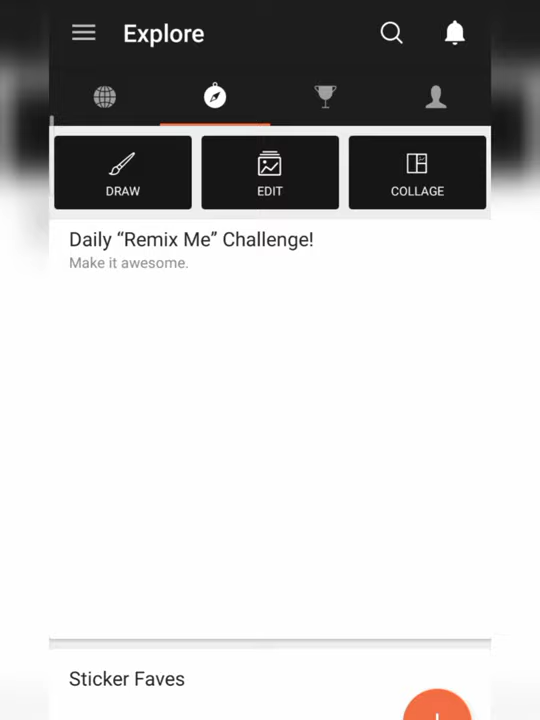 Explore
DRAW
EDIT
COLLAGE
Daily “Remix Me” Challenge!
Make it awesome.
Sticker Faves